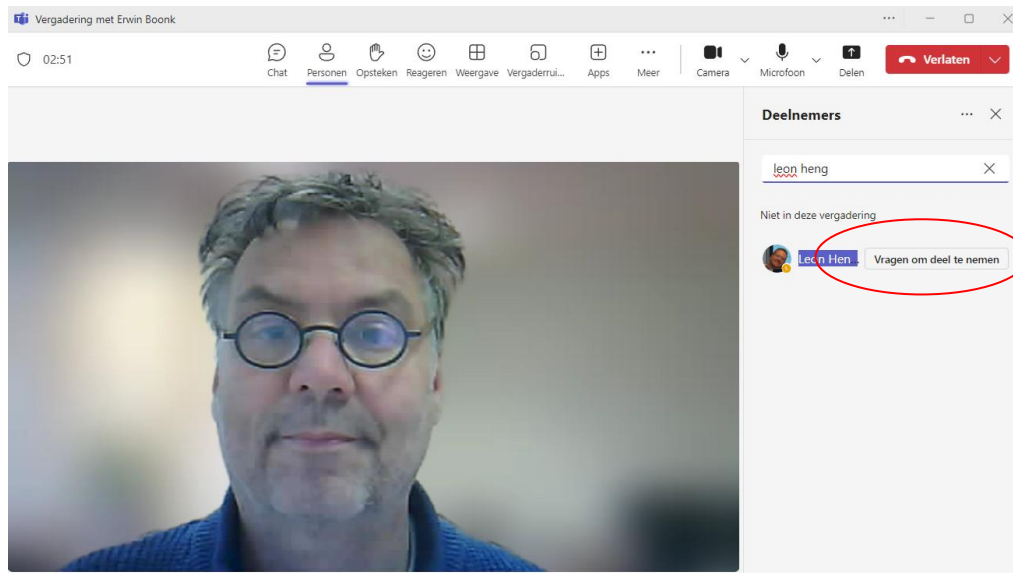 Vergadering met Erwin Boonk
02:51
Chat Personen Opsteken Reageren Weergave Vergaderrui... Apps Meer Camera Microfoon Delen Verlaten
Deelnemers
leon heng
Niet in deze vergadering
Leon Hen... Vragen om deel te nemen